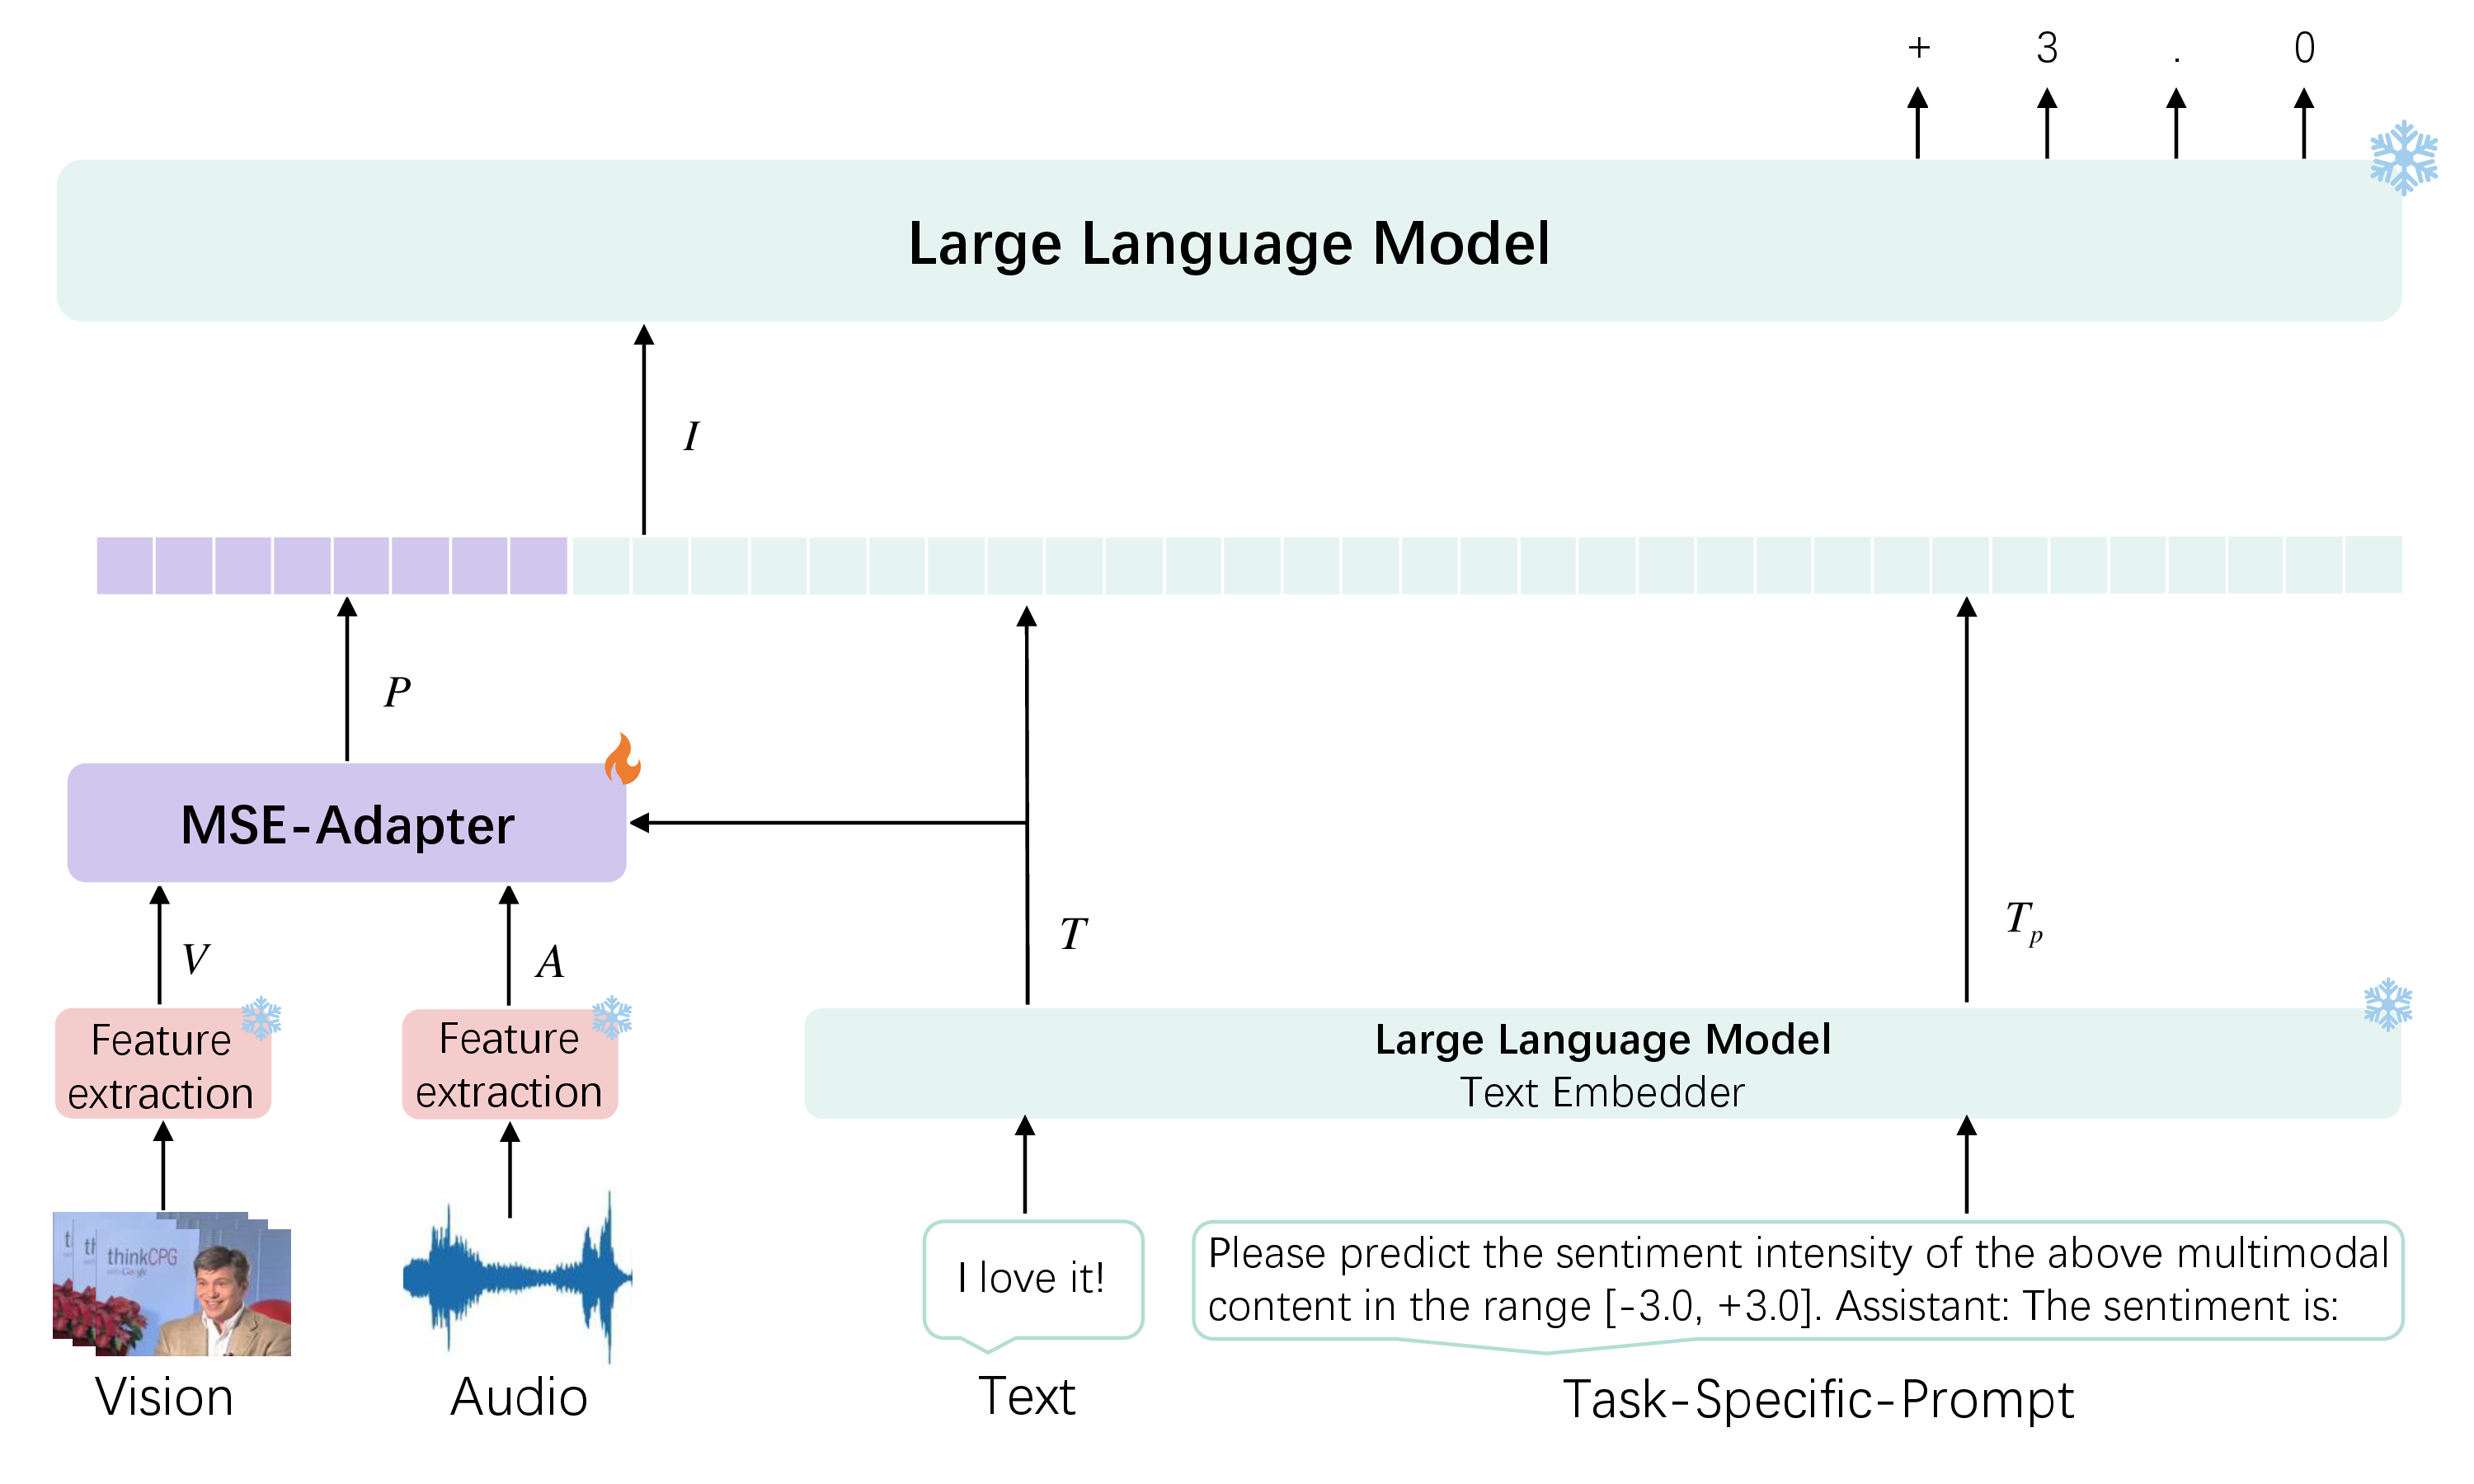 + 3 . 0
Large Language Model
I
P
MSE-Adapter
V
A
T
T_p
Feature
extraction
Feature
extraction
Large Language Model
Text Embedder
thinkCPG
with Google
I love it!
Please predict the sentiment intensity of the above multimodal
content in the range [-3.0, +3.0]. Assistant: The sentiment is:
Vision
Audio
Text
Task-Specific-Prompt